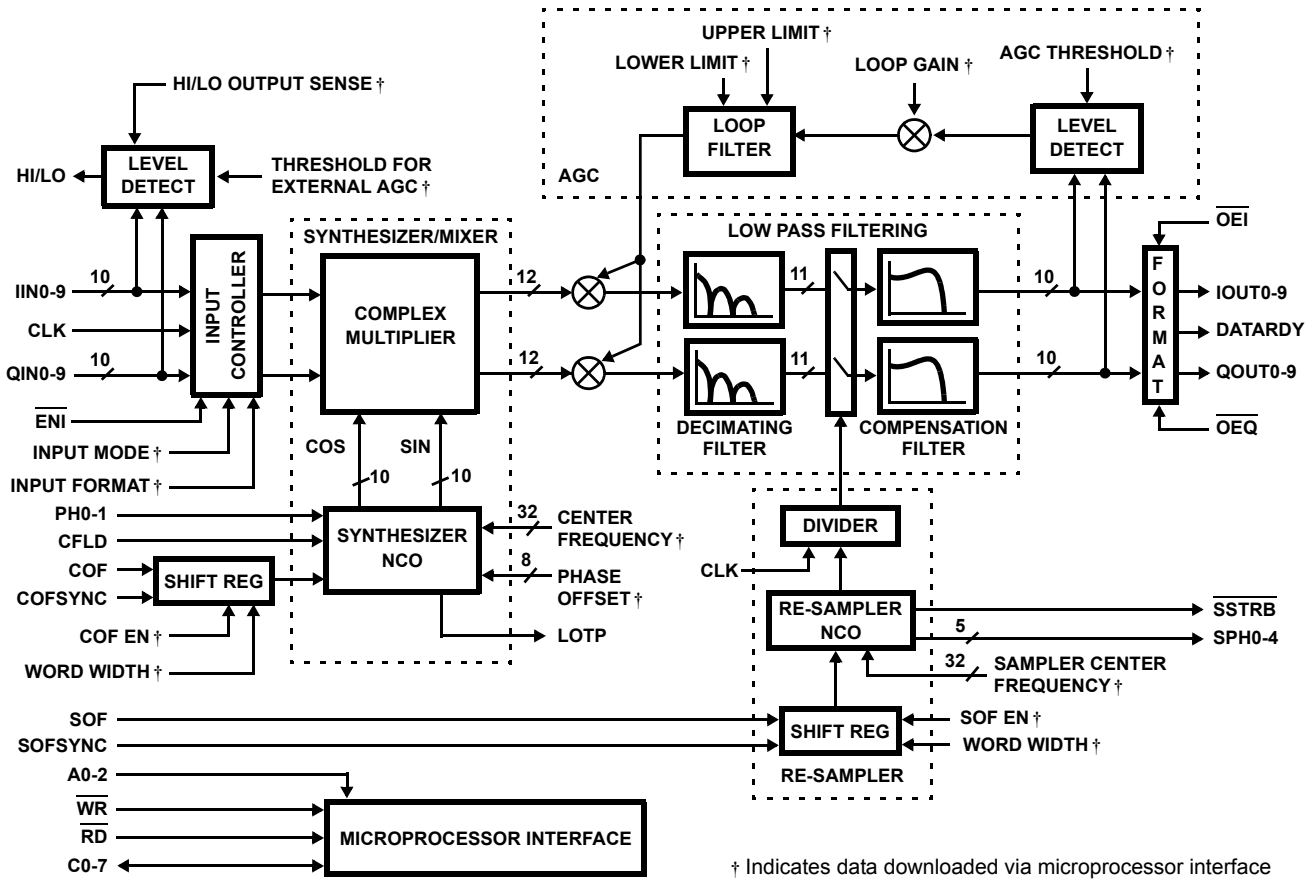 UPPER LIMIT †
LOWER LIMIT †
LOOP GAIN †
AGC THRESHOLD †
HI/LO OUTPUT SENSE †
LOOP
FILTER
LEVEL
DETECT
AGC
HI/LO
LEVEL
DETECT
THRESHOLD FOR
EXTERNAL AGC †
SYNTHESIZER/MIXER
LOW PASS FILTERING
OEI
IIN0-9
10
CLK
QIN0-9
10
INPUT
CONTROLLER
COMPLEX
MULTIPLIER
12
12
11
11
10
10
DECIMATING
FILTER
COMPENSATION
FILTER
FORMAT
IOUT0-9
DATARDY
QOUT0-9
OEQ
ENI
INPUT MODE †
INPUT FORMAT †
COS
SIN
10
10
PH0-1
CFLD
COF
COFSYNC
SHIFT REG
COF EN †
WORD WIDTH †
SYNTHESIZER
NCO
32
CENTER
FREQUENCY †
8
PHASE
OFFSET †
LOTP
DIVIDER
CLK
RE-SAMPLER
NCO
SSTRB
5
SPH0-4
32
SAMPLER CENTER
FREQUENCY †
SOF
SOFSYNC
SHIFT REG
SOF EN †
WORD WIDTH †
RE-SAMPLER
A0-2
WR
RD
C0-7
MICROPROCESSOR INTERFACE
† Indicates data downloaded via microprocessor interface